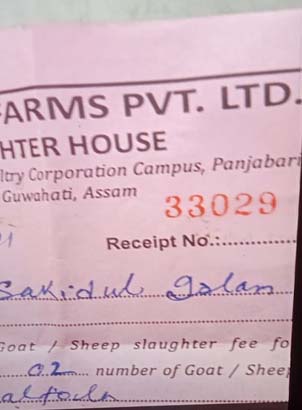 ARMS PVT. LTD.
HTER HOUSE
ltry Corporation Campus, Panjabari
Guwahati, Assam
33029
Receipt No.:
Sakidul Islam
Goat / Sheep slaughter fee fo
02 number of Goat / Sheep